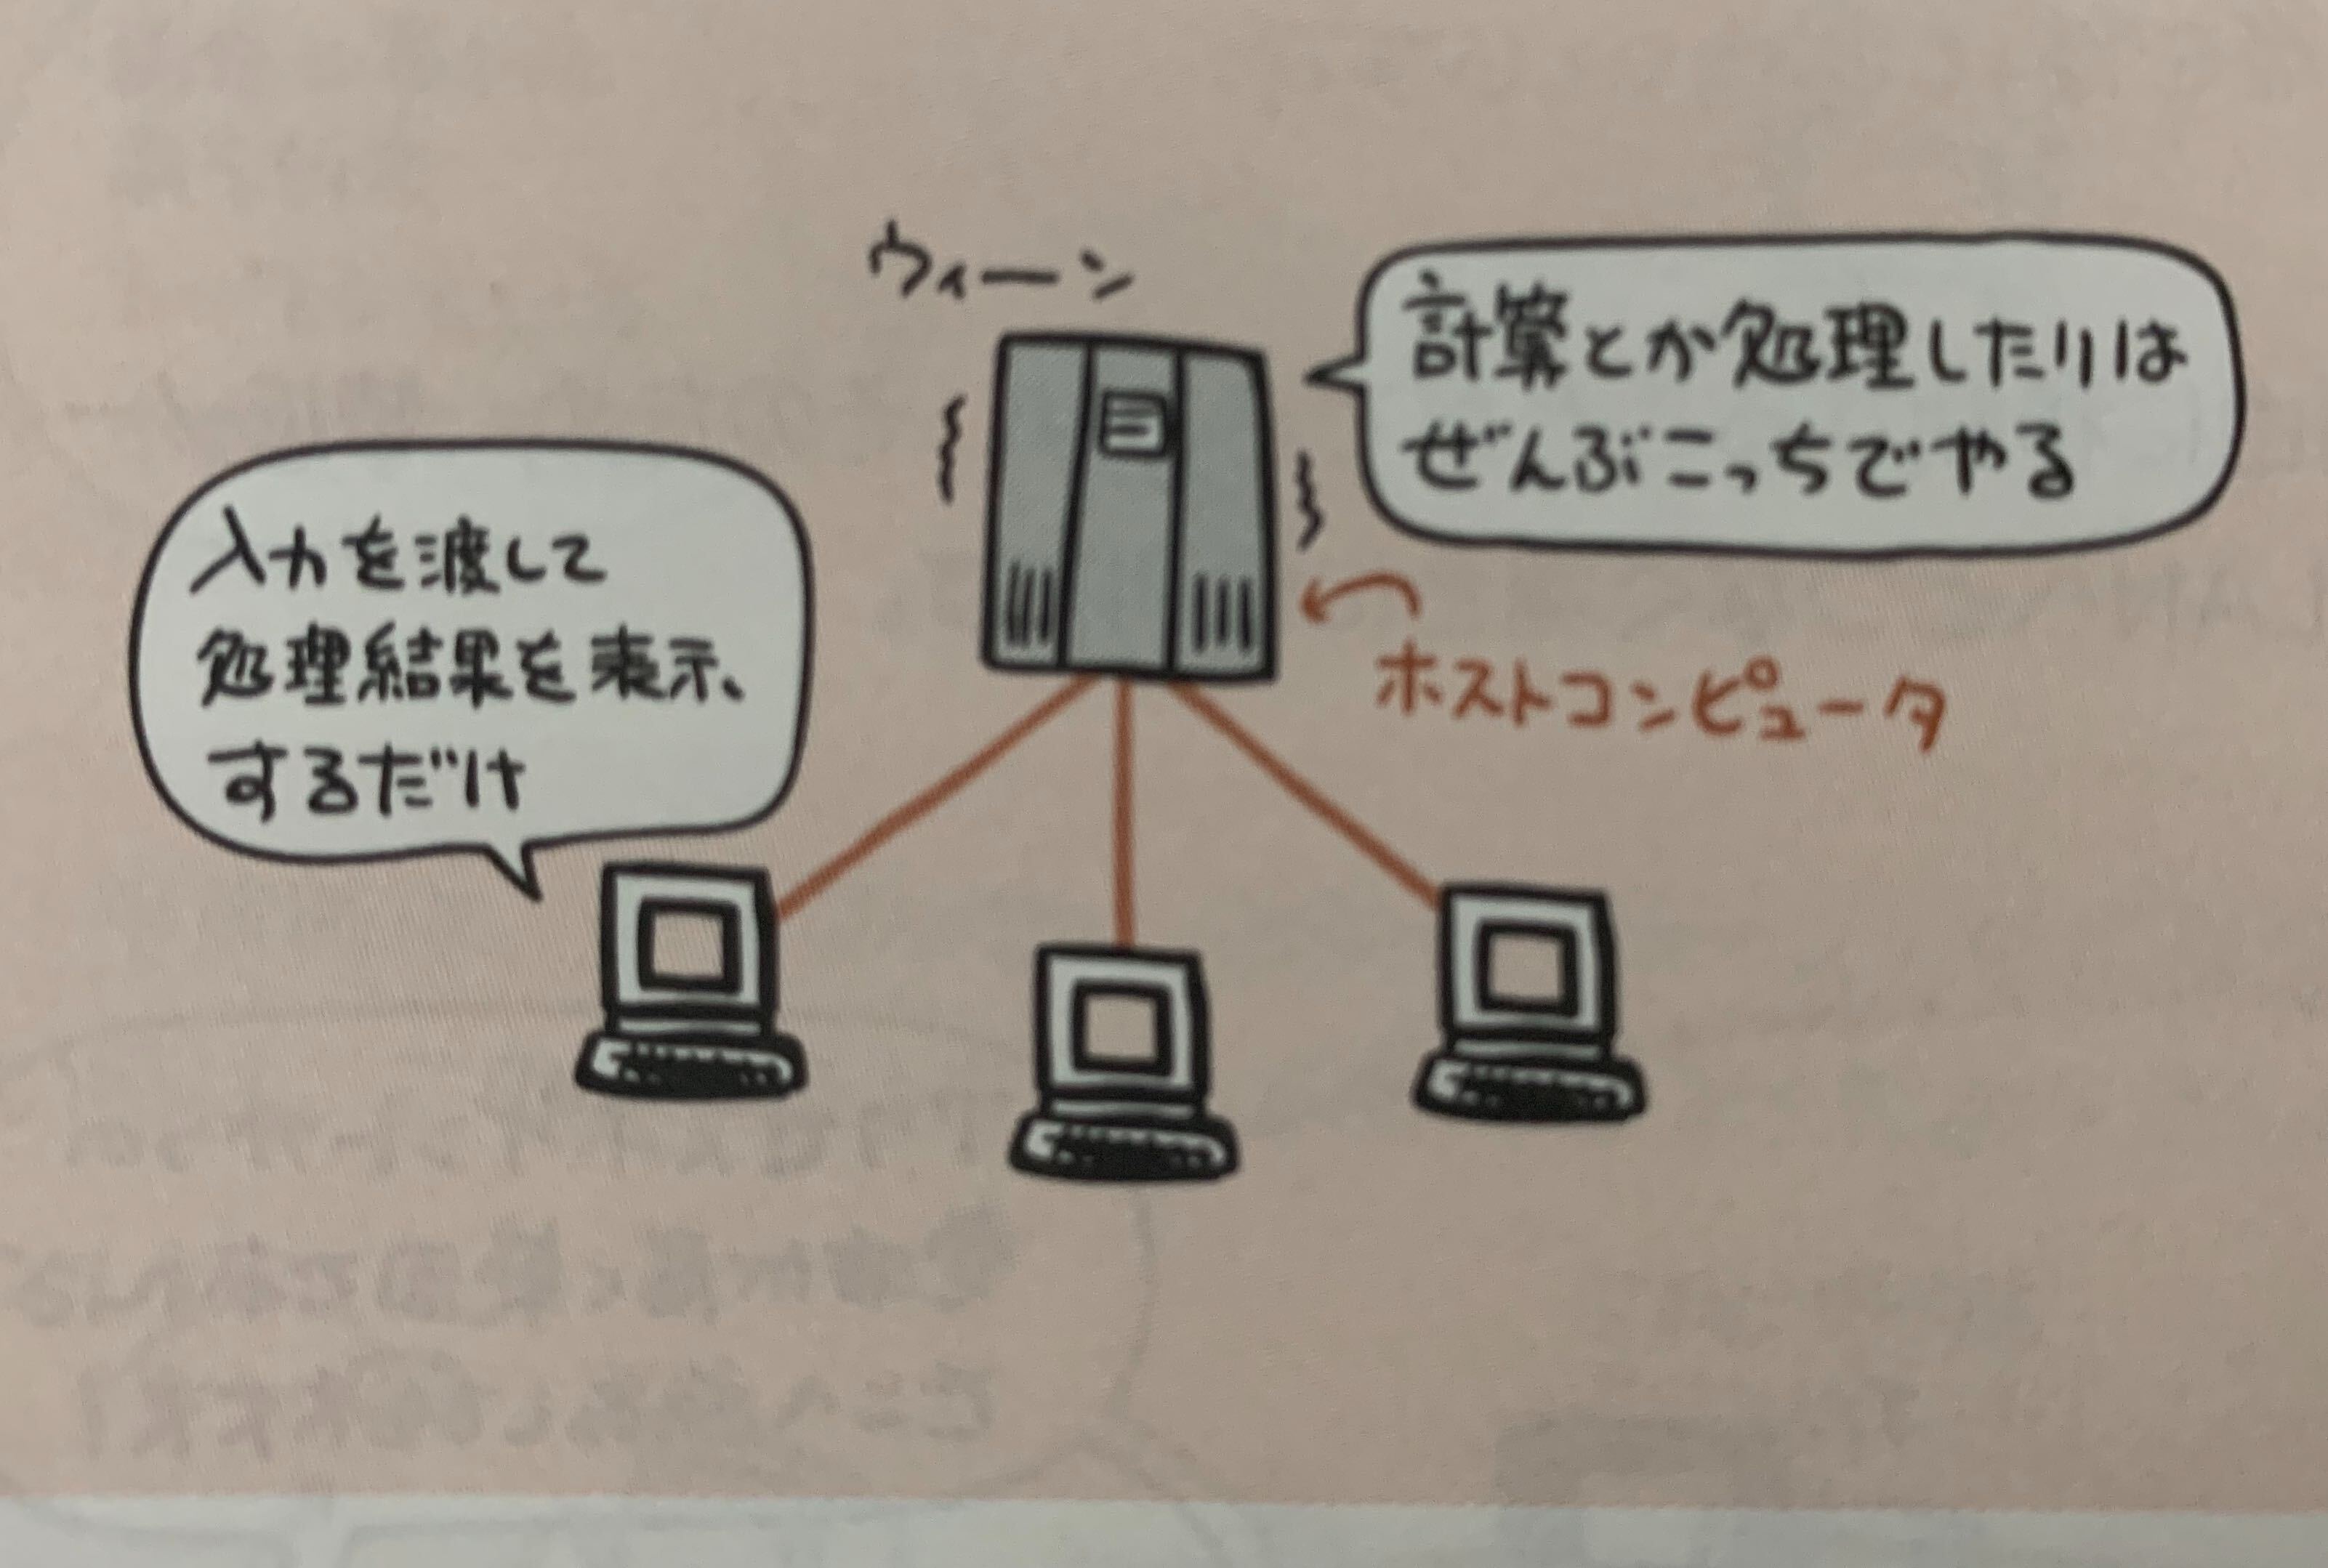 ウィーン
計算とか処理したりは
ぜんぶこっちでやる
入力を渡して
処理結果を表示、
するだけ
ホストコンピュータ